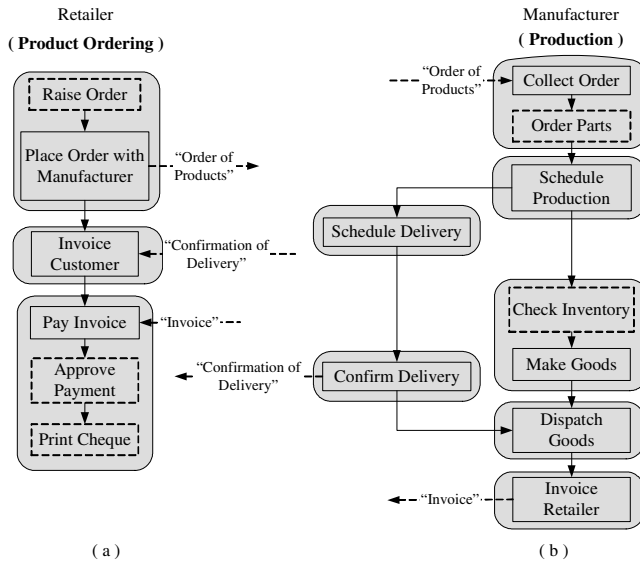 Retailer
( Product Ordering )
Raise Order
Place Order with
Manufacturer
“Order of
Products”
Invoice
Customer
“Confirmation of
Delivery”
Pay Invoice
“Invoice”
Approve
Payment
Print Cheque
( a )
Manufacturer
( Production )
“Order of
Products”
Collect Order
Order Parts
Schedule
Production
Schedule Delivery
Check Inventory
Make Goods
“Confirmation
of Delivery”
Confirm Delivery
Dispatch
Goods
“Invoice”
Invoice
Retailer
( b )